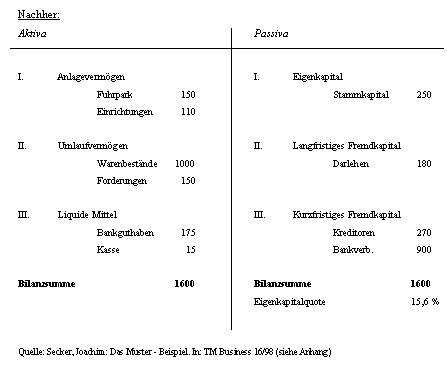 Nachher:
Aktiva Passiva
I. Anlagevermögen I. Eigenkapital
Fuhrpark 150 Stammkapital 250
Einrichtungen 110
II. Umlaufvermögen II. Langfristiges Fremdkapital
Warenbestände 1000 Darlehen 180
Forderungen 150
III. Liquide Mittel III. Kurzfristiges Fremdkapital
Bankguthaben 175 Kreditoren 270
Kasse 15 Bankverb. 900
Bilanzsumme 1600 Bilanzsumme 1600
Eigenkapitalquote 15,6 %
Quelle: Secker, Joachim: Das Muster - Beispiel. In: TM Business 16/98 (siehe Anhang)